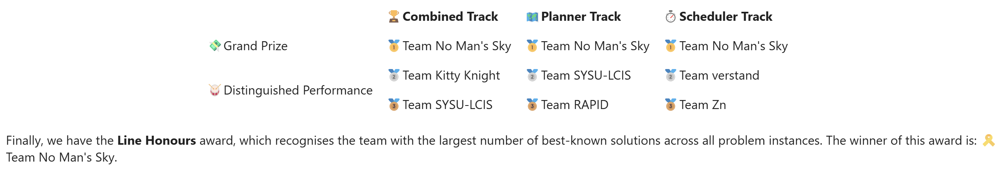 🏆 Combined Track 🗺️ Planner Track ⏱️ Scheduler Track
💸 Grand Prize 🥇 Team No Man's Sky 🥇 Team No Man's Sky 🥇 Team No Man's Sky
🥈 Team Kitty Knight 🥈 Team SYSU-LCIS 🥈 Team verstand
🥁 Distinguished Performance
🥉 Team SYSU-LCIS 🥉 Team RAPID 🥉 Team Zn
Finally, we have the Line Honours award, which recognises the team with the largest number of best-known solutions across all problem instances. The winner of this award is: 🎗️
Team No Man's Sky.